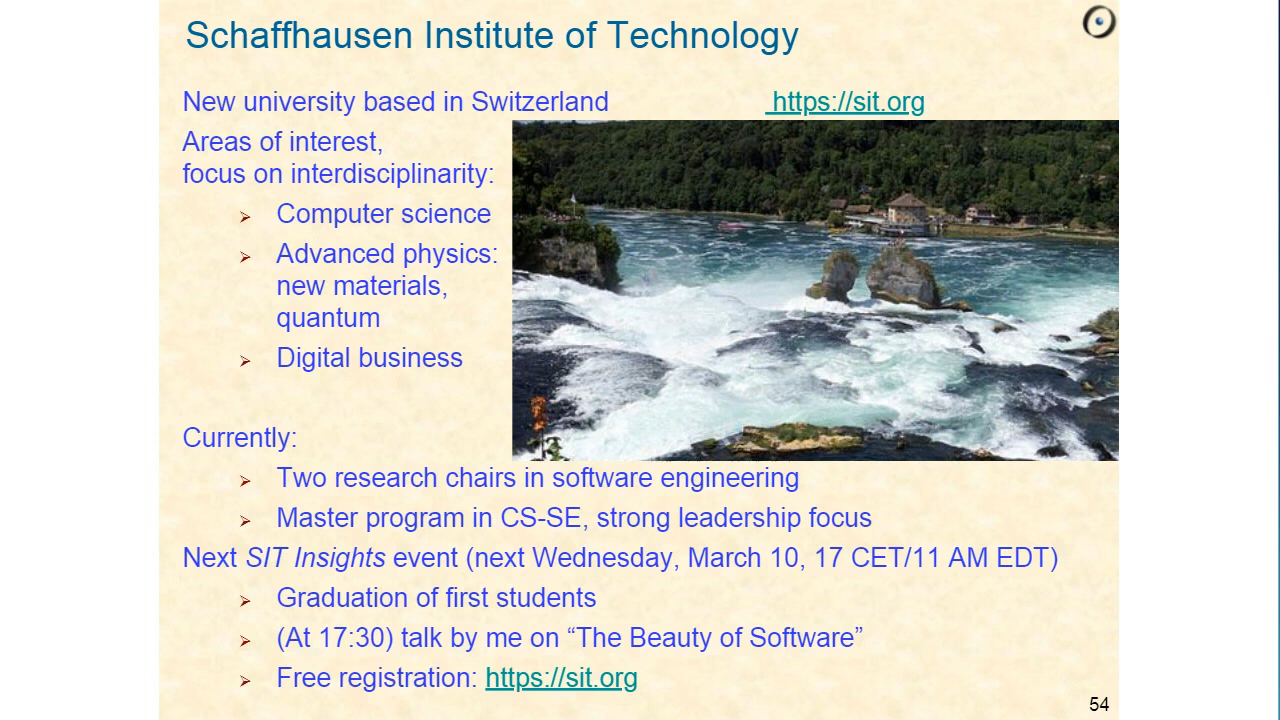 Schaffhausen Institute of Technology
New university based in Switzerland https://sit.org
Areas of interest,
focus on interdisciplinarity:
Computer science
Advanced physics:
new materials,
quantum
Digital business
Currently:
Two research chairs in software engineering
Master program in CS-SE, strong leadership focus
Next SIT Insights event (next Wednesday, March 10, 17 CET/11 AM EDT)
Graduation of first students
(At 17:30) talk by me on “The Beauty of Software”
Free registration: https://sit.org
54